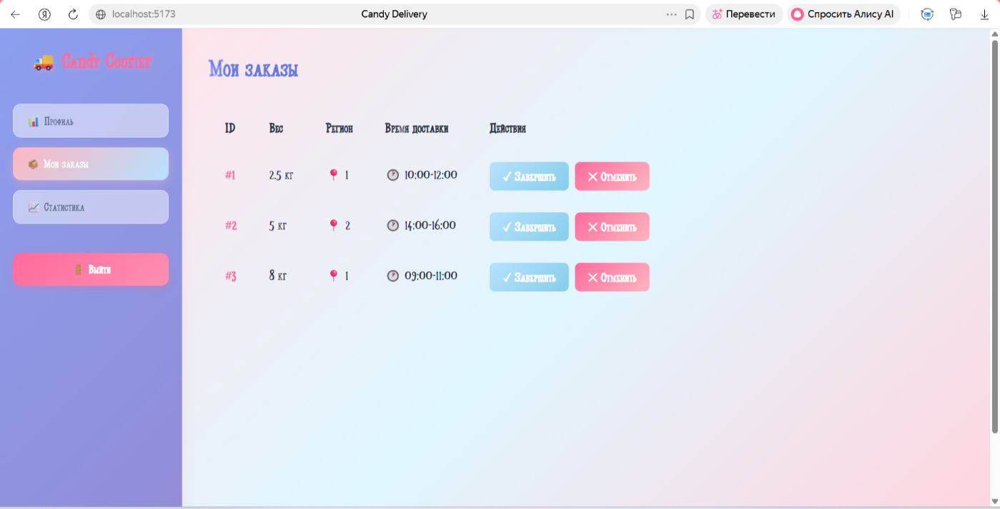 localhost:5173
Candy Delivery
Перевести
Спросить Алису AI
Candy Courier
Профиль
Мои заказы
Статистика
Выйти
Мои заказы
ID Вес Регион Время доставки Действия
#1 2.5 кг 1 10:00-12:00 ✓ Завершить ✕ Отменить
#2 5 кг 2 14:00-16:00 ✓ Завершить ✕ Отменить
#3 8 кг 1 09:00-11:00 ✓ Завершить ✕ Отменить